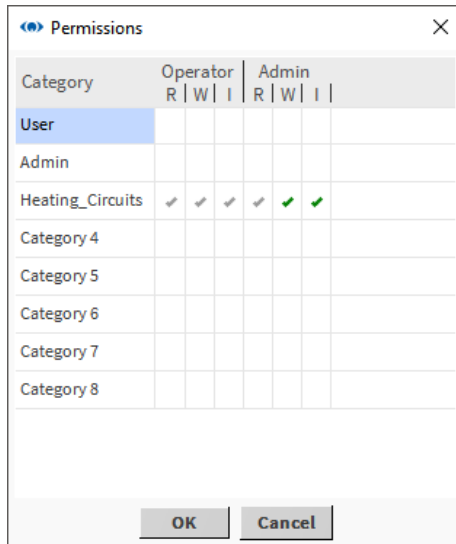 Permissions
Category Operator Admin
R W I R W I
User
Admin
Heating_Circuits
Category 4
Category 5
Category 6
Category 7
Category 8
OK Cancel